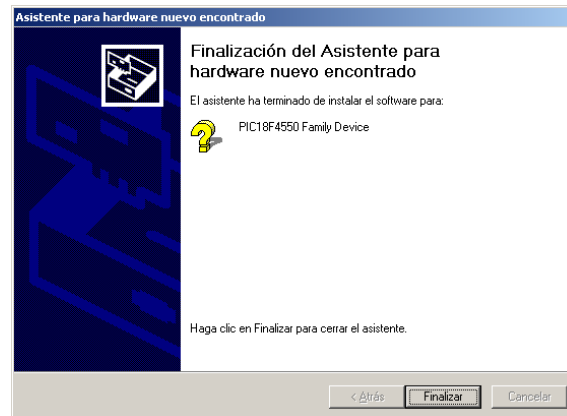 Asistente para hardware nuevo encontrado
Finalización del Asistente para
hardware nuevo encontrado
El asistente ha terminado de instalar el software para:
PIC18F4550 Family Device
Haga clic en Finalizar para cerrar el asistente.
< Atrás Finalizar Cancelar